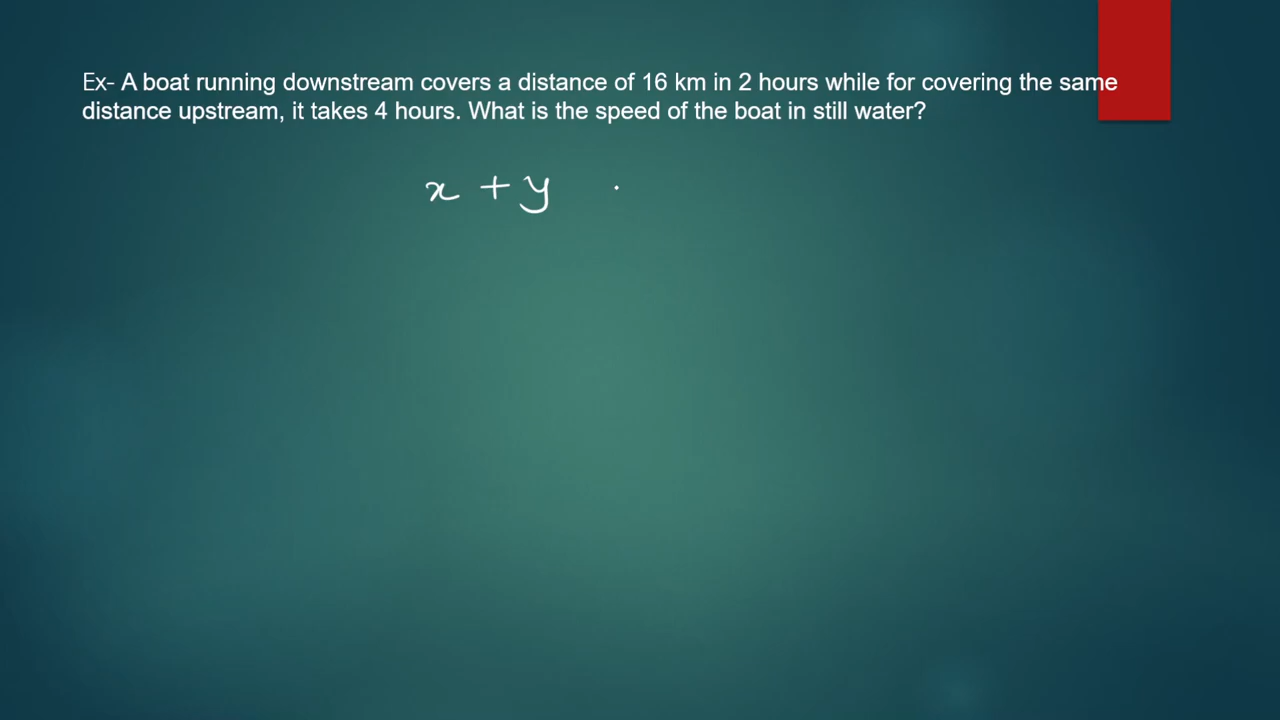 Ex- A boat running downstream covers a distance of 16 km in 2 hours while for covering the same
distance upstream, it takes 4 hours. What is the speed of the boat in still water?
x + y